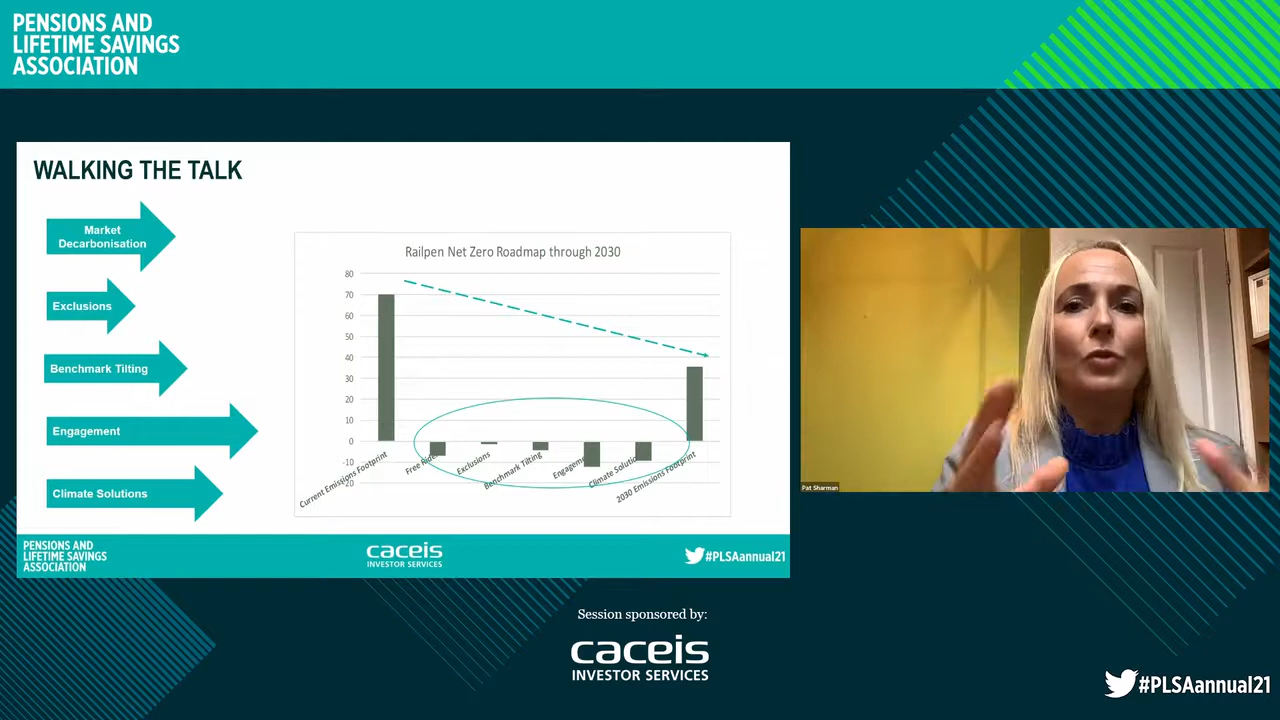 PENSIONS AND
LIFETIME SAVINGS
ASSOCIATION
WALKING THE TALK
Market
Decarbonisation
Exclusions
Benchmark Tilting
Engagement
Climate Solutions
Railpen Net Zero Roadmap through 2030
80
70
60
50
40
30
20
10
0
-10
20
Current Emissions Footprint
Free
Exclusions
Benchmark Tilting
Climate
2030 Emissions Footprint
PENSIONS AND
LIFETIME SAVINGS
ASSOCIATION
caceis
INVESTOR SERVICES
#PLSAannual21
Pat Sharman
Session sponsored by:
caceis
INVESTOR SERVICES
#PLSAannual21